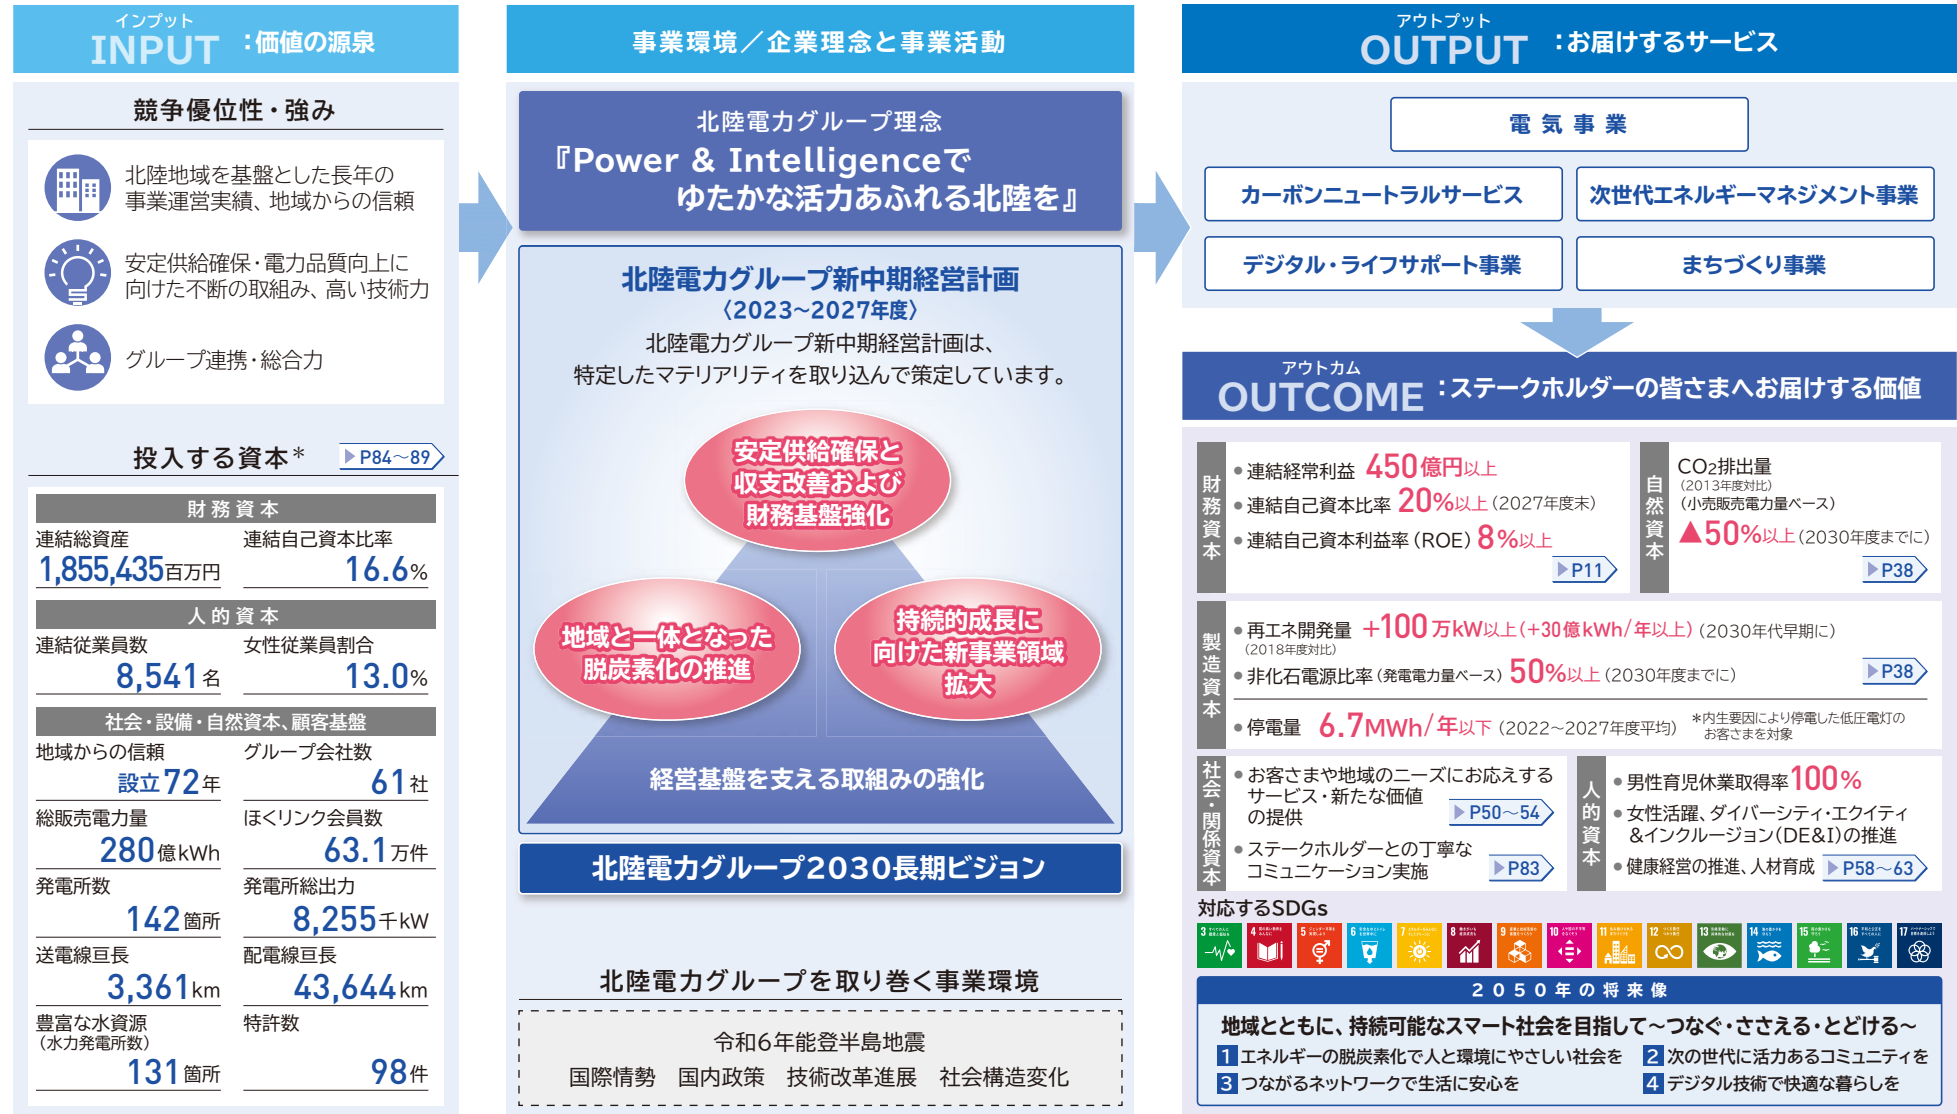 インプット
INPUT :価値の源泉
競争優位性・強み
北陸地域を基盤とした長年の
事業運営実績、地域からの信頼
安定供給確保・電力品質向上に
向けた不断の取組み、高い技術力
グループ連携・総合力
投入する資本* P84〜89
財務資本
連結総資産 連結自己資本比率
1,855,435百万円 16.6%
人的資本
連結従業員数 女性従業員割合
8,541名 13.0%
社会・設備・自然資本、顧客基盤
地域からの信頼 グループ会社数
設立72年 61社
総販売電力量 ほくリンク会員数
280億kWh 63.1万件
発電所数 発電所総出力
142箇所 8,255千kW
送電線亘長 配電線亘長
3,361km 43,644km
豊富な水資源 特許数
(水力発電所数)
131箇所 98件
事業環境／企業理念と事業活動
北陸電力グループ理念
『Power & Intelligenceで
ゆたかな活力あふれる北陸を』
北陸電力グループ新中期経営計画
〈2023〜2027年度〉
北陸電力グループ新中期経営計画は、
特定したマテリアリティを取り込んで策定しています。
安定供給確保と
収支改善および
財務基盤強化
地域と一体となった
脱炭素化の推進
持続的成長に
向けた新事業領域
拡大
経営基盤を支える取組みの強化
北陸電力グループ2030長期ビジョン
北陸電力グループを取り巻く事業環境
令和6年能登半島地震
国際情勢 国内政策 技術改革進展 社会構造変化
アウトプット
OUTPUT :お届けするサービス
電気事業
カーボンニュートラルサービス 次世代エネルギーマネジメント事業
デジタル・ライフサポート事業 まちづくり事業
アウトカム
OUTCOME :ステークホルダーの皆さまへお届けする価値
財務資本
●連結経常利益 450億円以上
●連結自己資本比率 20%以上(2027年度末)
●連結自己資本利益率(ROE) 8%以上
P11
自然資本
CO2排出量
(2013年度対比)
(小売販売電力量ベース)
▲50%以上(2030年度までに)
P38
製造資本
●再エネ開発量 +100万kW以上(+30億kWh/年以上)(2030年代早期に)
(2018年度対比)
●非化石電源比率(発電電力量ベース) 50%以上(2030年度までに) P38
●停電量 6.7MWh/年以下(2022〜2027年度平均) *内生要因により停電した低圧電灯の
お客さまを対象
社会・関係資本
●お客さまや地域のニーズにお応えする
サービス・新たな価値
の提供 P50〜54
●ステークホルダーとの丁寧な
コミュニケーション実施 P83
人的資本
●男性育児休業取得率100%
●女性活躍、ダイバーシティ・エクイティ
&インクルージョン(DE&I)の推進
●健康経営の推進、人材育成 P58〜63
対応するSDGs
3 4 5 6 7 8 9 10 11 12 13 14 15 16 17
2050年の将来像
地域とともに、持続可能なスマート社会を目指して〜つなぐ・ささえる・とどける〜
1 エネルギーの脱炭素化で人と環境にやさしい社会を 2 次の世代に活力あるコミュニティを
3 つながるネットワークで生活に安心を 4 デジタル技術で快適な暮らしを